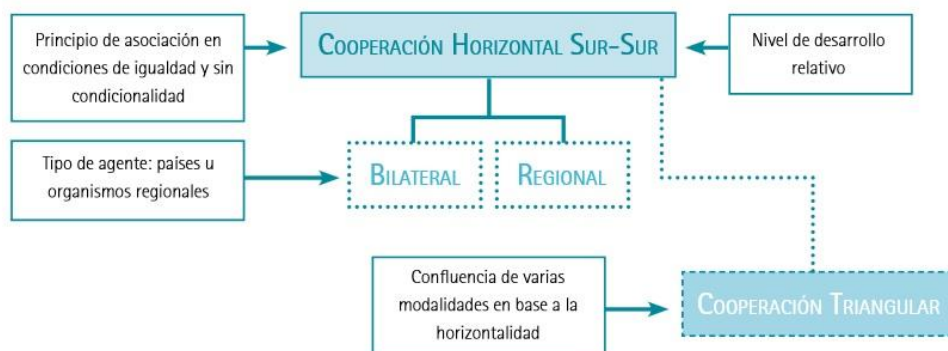 Principio de asociación en
condiciones de igualdad y sin
condicionalidad
COOPERACIÓN HORIZONTAL SUR-SUR
Nivel de desarrollo
relativo
Tipo de agente: países u
organismos regionales
BILATERAL
REGIONAL
Confluencia de varias
modalidades en base a la
horizontalidad
COOPERACIÓN TRIANGULAR